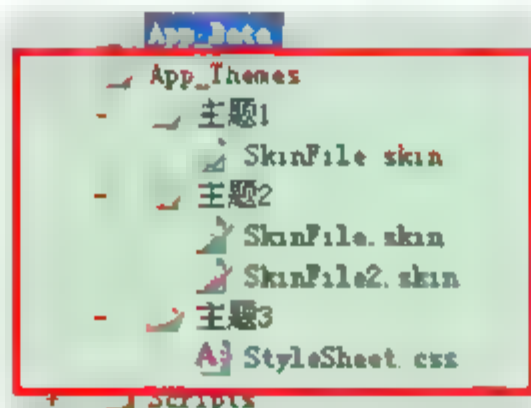 App_Data
App_Themes
主题1
SkinFile.skin
主题2
SkinFile.skin
SkinFile2.skin
主题3
StyleSheet.css
Scripts